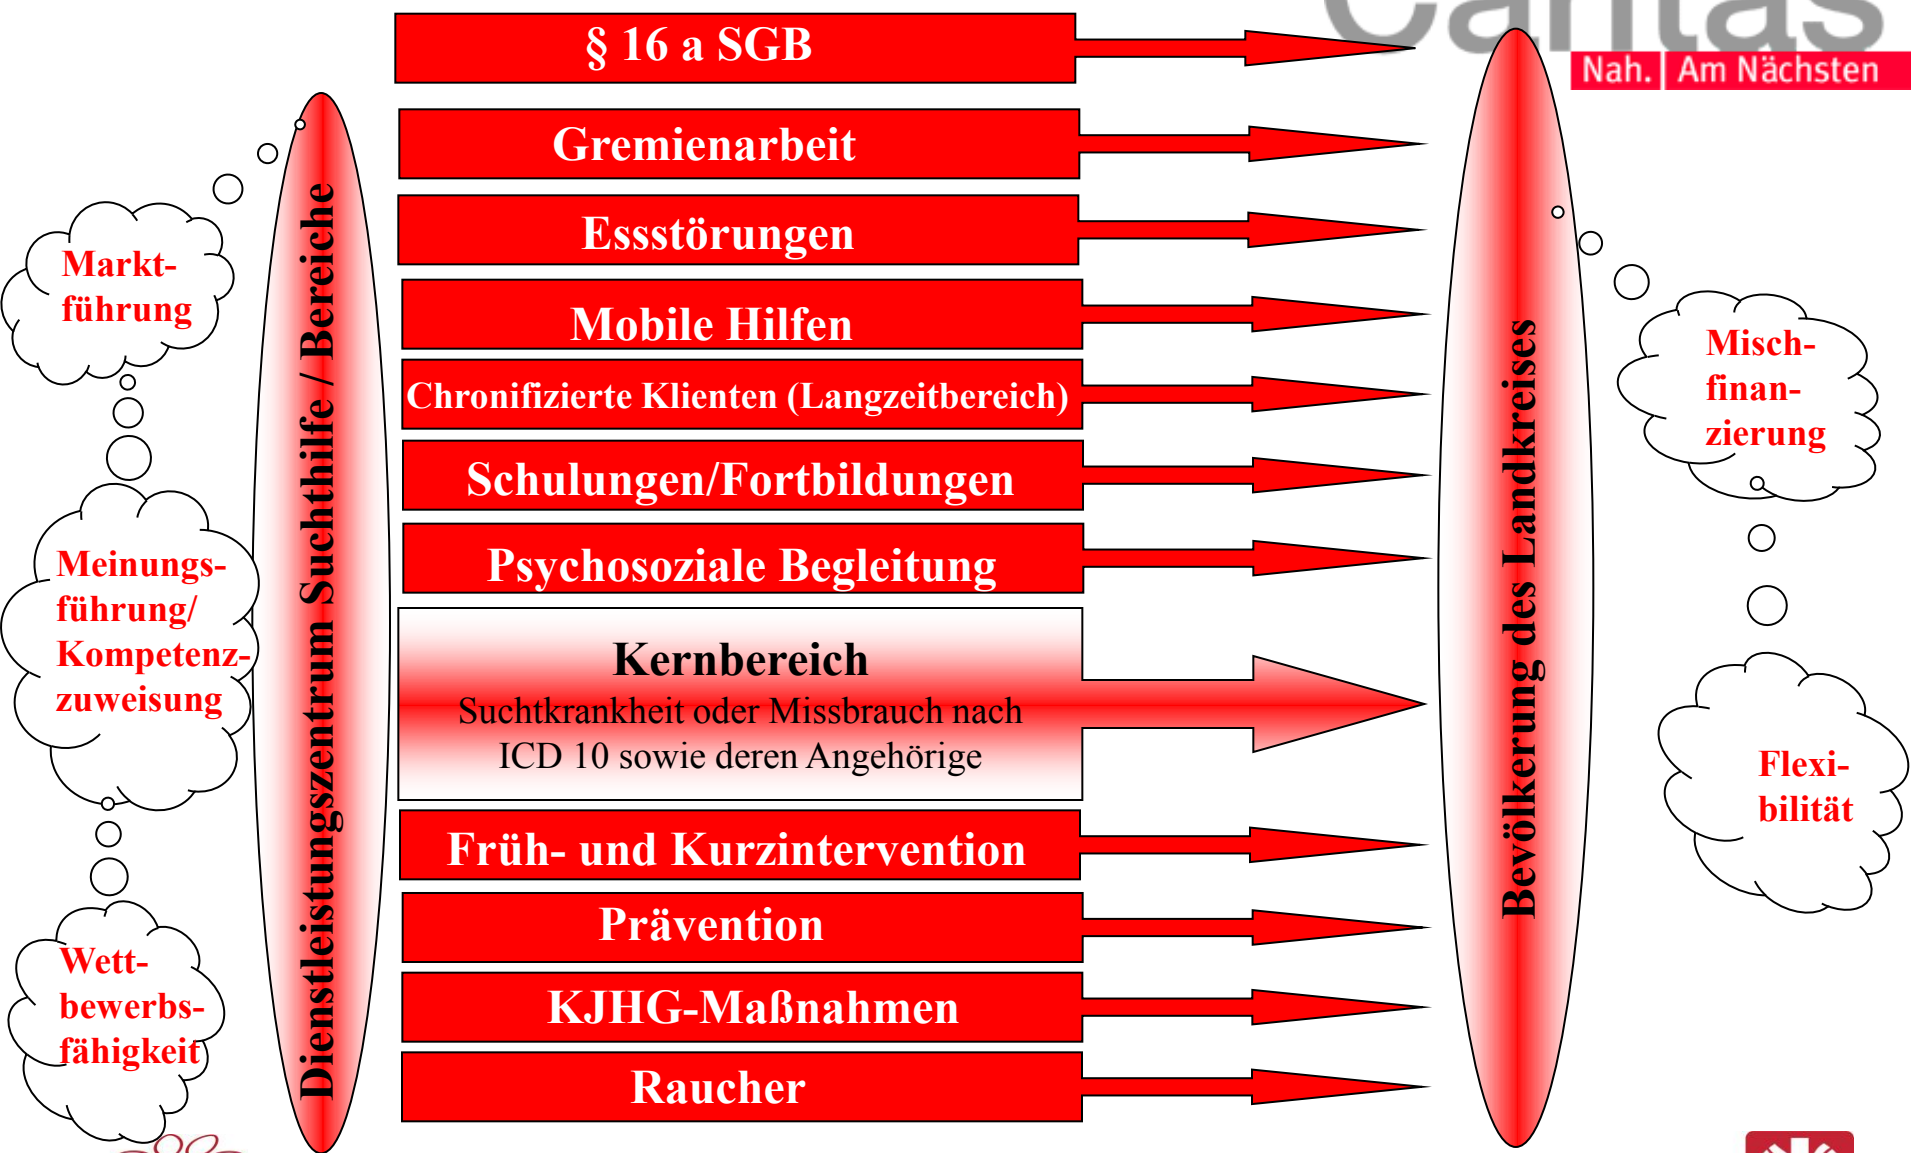 Caritas
Nah. Am Nächsten
§ 16 a SGB
Gremienarbeit
Essstörungen
Mobile Hilfen
Chronifizierte Klienten (Langzeitbereich)
Schulungen/Fortbildungen
Psychosoziale Begleitung
Kernbereich
Suchtkrankheit oder Missbrauch nach
ICD 10 sowie deren Angehörige
Früh- und Kurzintervention
Prävention
KJHG-Maßnahmen
Raucher
Dienstleistungszentrum Suchthilfe / Bereiche
Bevölkerung des Landkreises
Markt-
führung
Meinungs-
führung/
Kompetenz-
zuweisung
Wett-
bewerbs-
fähigkeit
Misch-
finan-
zierung
Flexi-
bilität